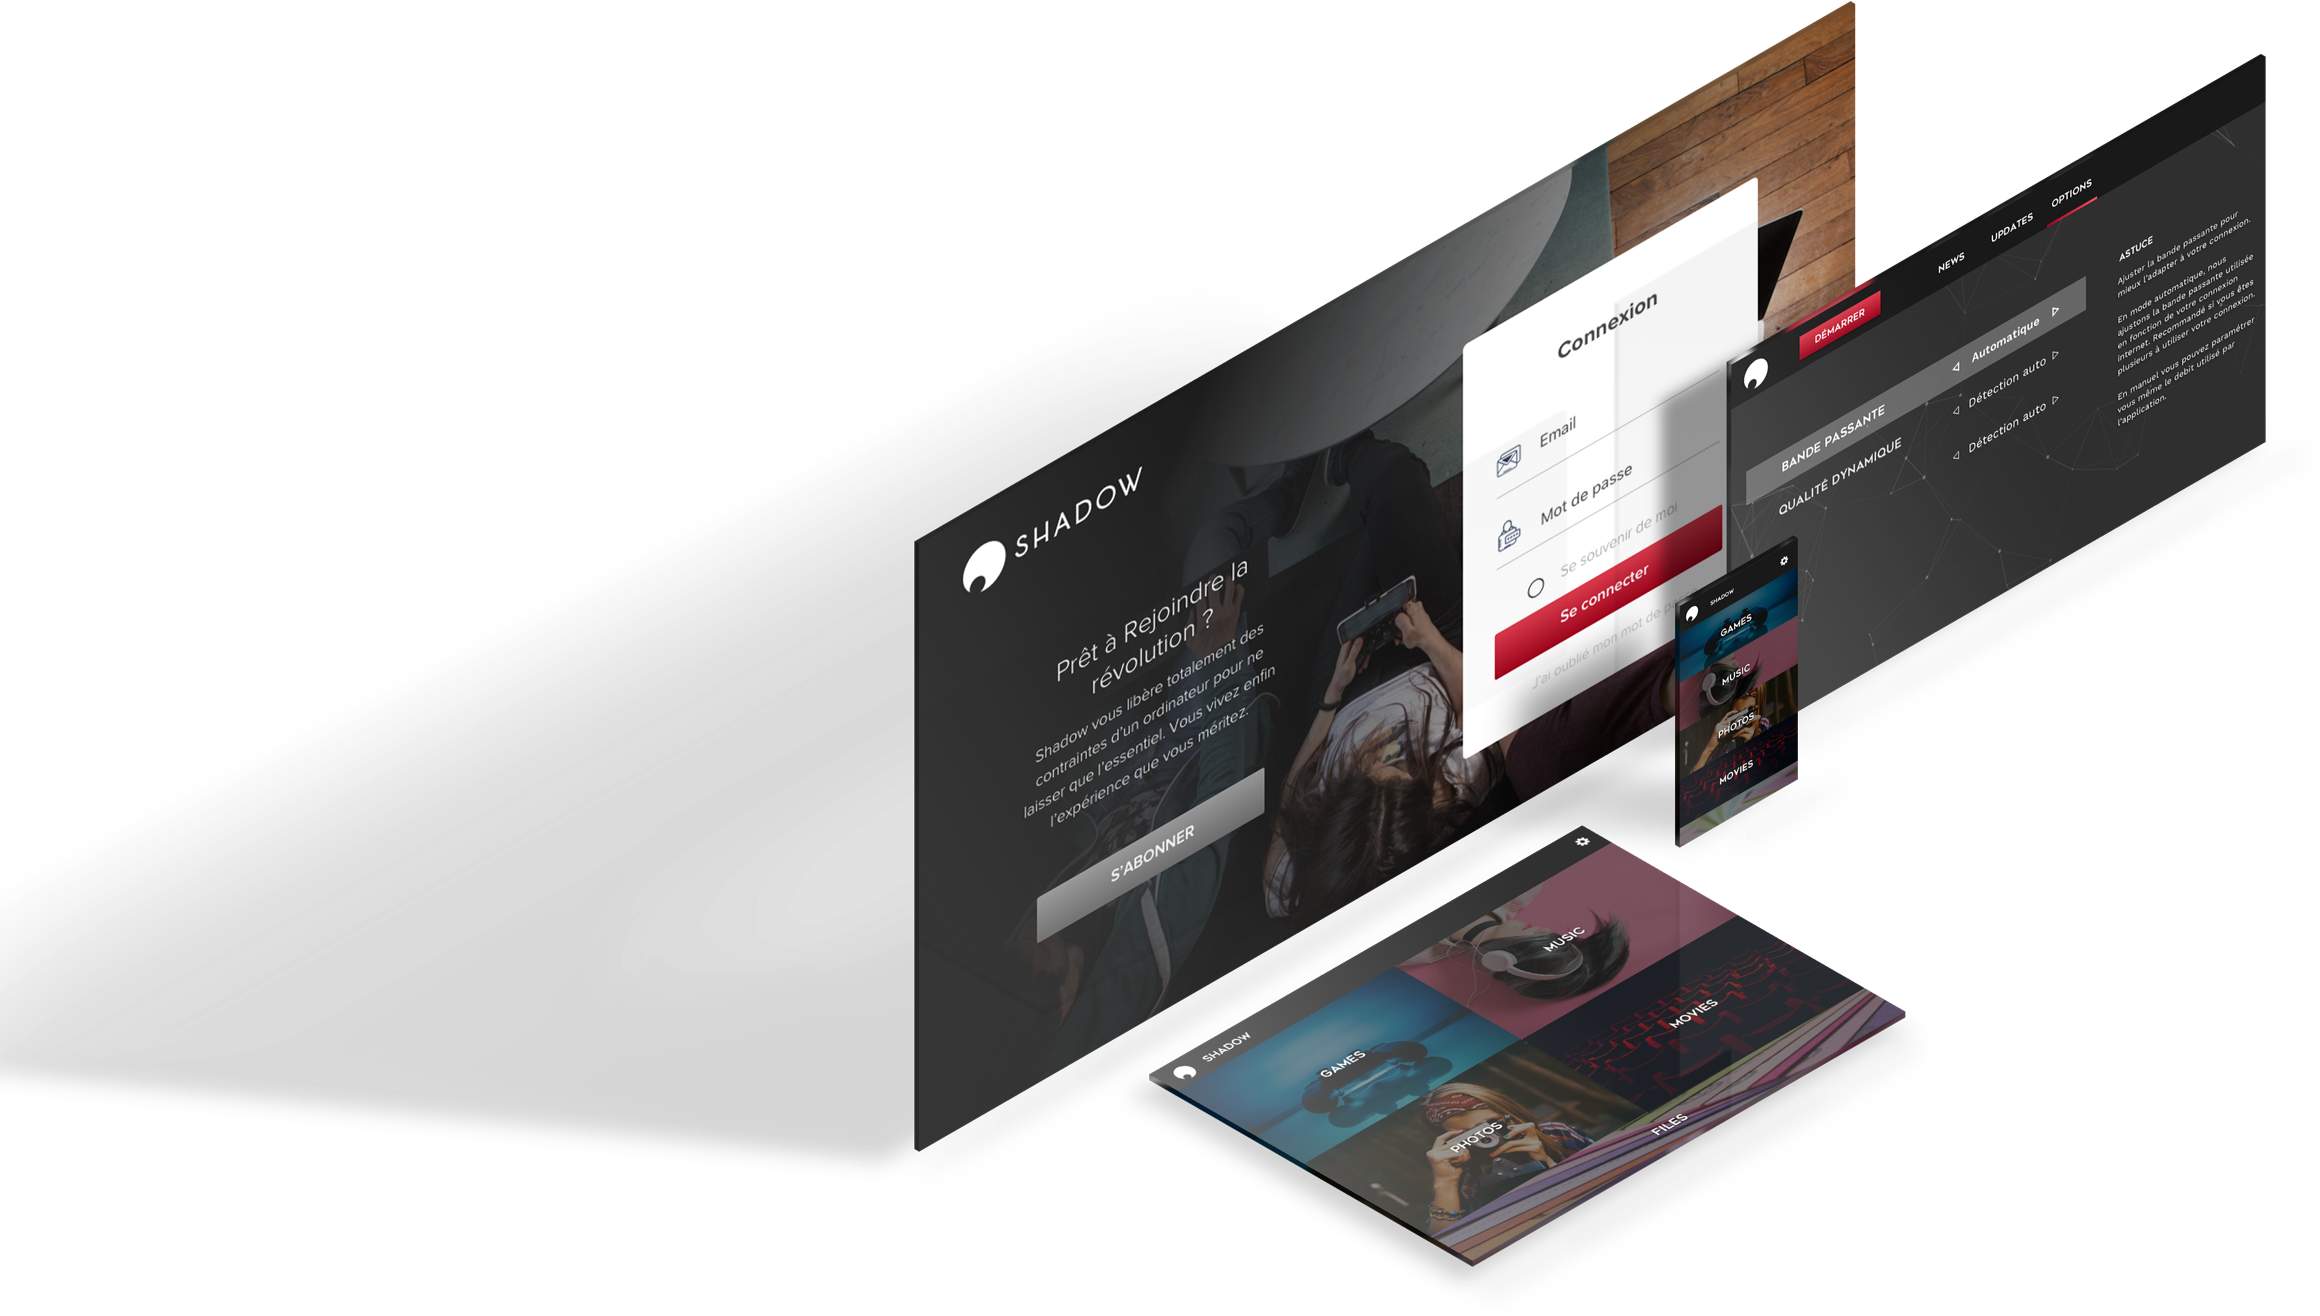 SHADOW
Prêt à Rejoindre la
révolution ?
Shadow vous libère totalement des
contraintes d'un ordinateur pour ne
laisser que l'essentiel. Vous vivez enfin
l'expérience que vous méritez.
S'ABONNER
Connexion
Email
Mot de passe
Se souvenir de moi
Se connecter
J'ai oublié mon mot de
DÉMARRER
NEWS
UPDATES
OPTIONS
BANDE PASSANTE
Automatique
QUALITÉ DYNAMIQUE
Détection auto
Détection auto
ASTUCE
Ajuster la bande passante pour
mieux l'adapter à votre connexion.
En mode automatique, nous
ajustons la bande passante utilisée
en fonction de votre connexion
internet. Recommandé si vous êtes
plusieurs à utiliser votre connexion.
En manuel vous pouvez paramétrer
vous même le debit utilisé par
l'application.
SHADOW
GAMES
MUSIC
PHOTOS
MOVIES
SHADOW
MUSIC
GAMES
MOVIES
PHOTOS
FILES